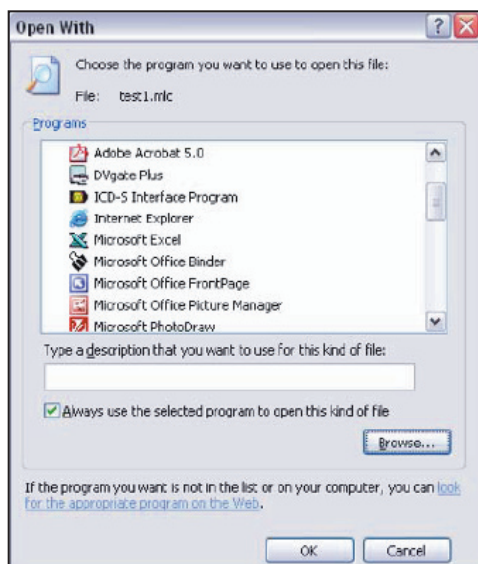 Open With
Choose the program you want to use to open this file:
File: test1.mlc
Programs
Adobe Acrobat 5.0
DVgate Plus
ICD-S Interface Program
Internet Explorer
Microsoft Excel
Microsoft Office Binder
Microsoft Office FrontPage
Microsoft Office Picture Manager
Microsoft PhotoDraw
Type a description that you want to use for this kind of file:
Always use the selected program to open this kind of file
Browse...
If the program you want is not in the list or on your computer, you can look
for the appropriate program on the Web.
OK Cancel